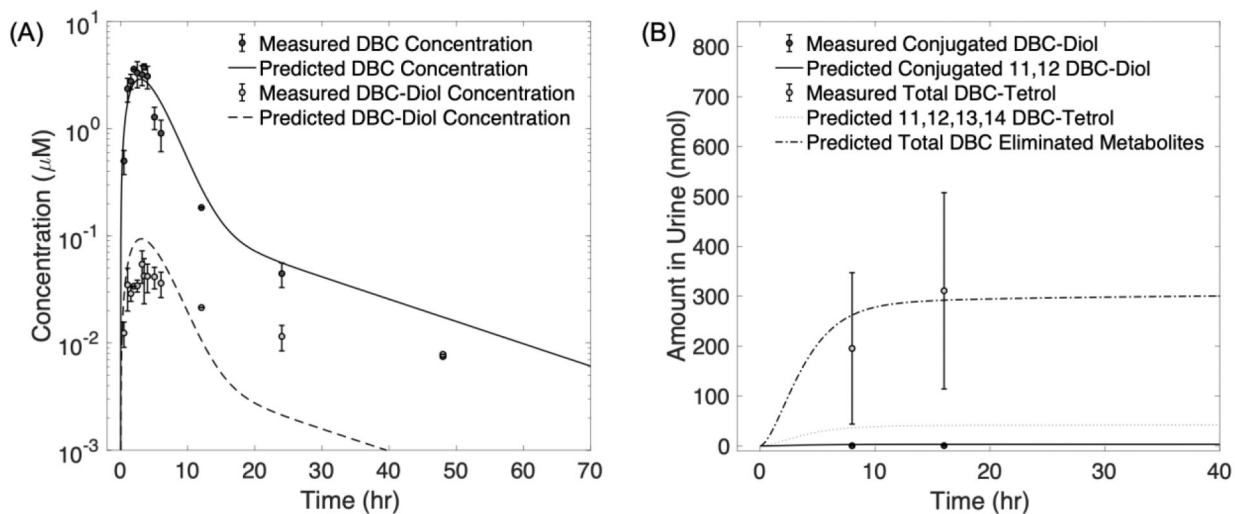 (A)
Concentration (μM)
10^1
10^0
10^-1
10^-2
10^-3
Measured DBC Concentration
Predicted DBC Concentration
Measured DBC-Diol Concentration
Predicted DBC-Diol Concentration
0 10 20 30 40 50 60 70
Time (hr)
(B)
Amount in Urine (nmol)
800
700
600
500
400
300
200
100
0
Measured Conjugated DBC-Diol
Predicted Conjugated 11,12 DBC-Diol
Measured Total DBC-Tetrol
Predicted 11,12,13,14 DBC-Tetrol
Predicted Total DBC Eliminated Metabolites
0 10 20 30 40
Time (hr)